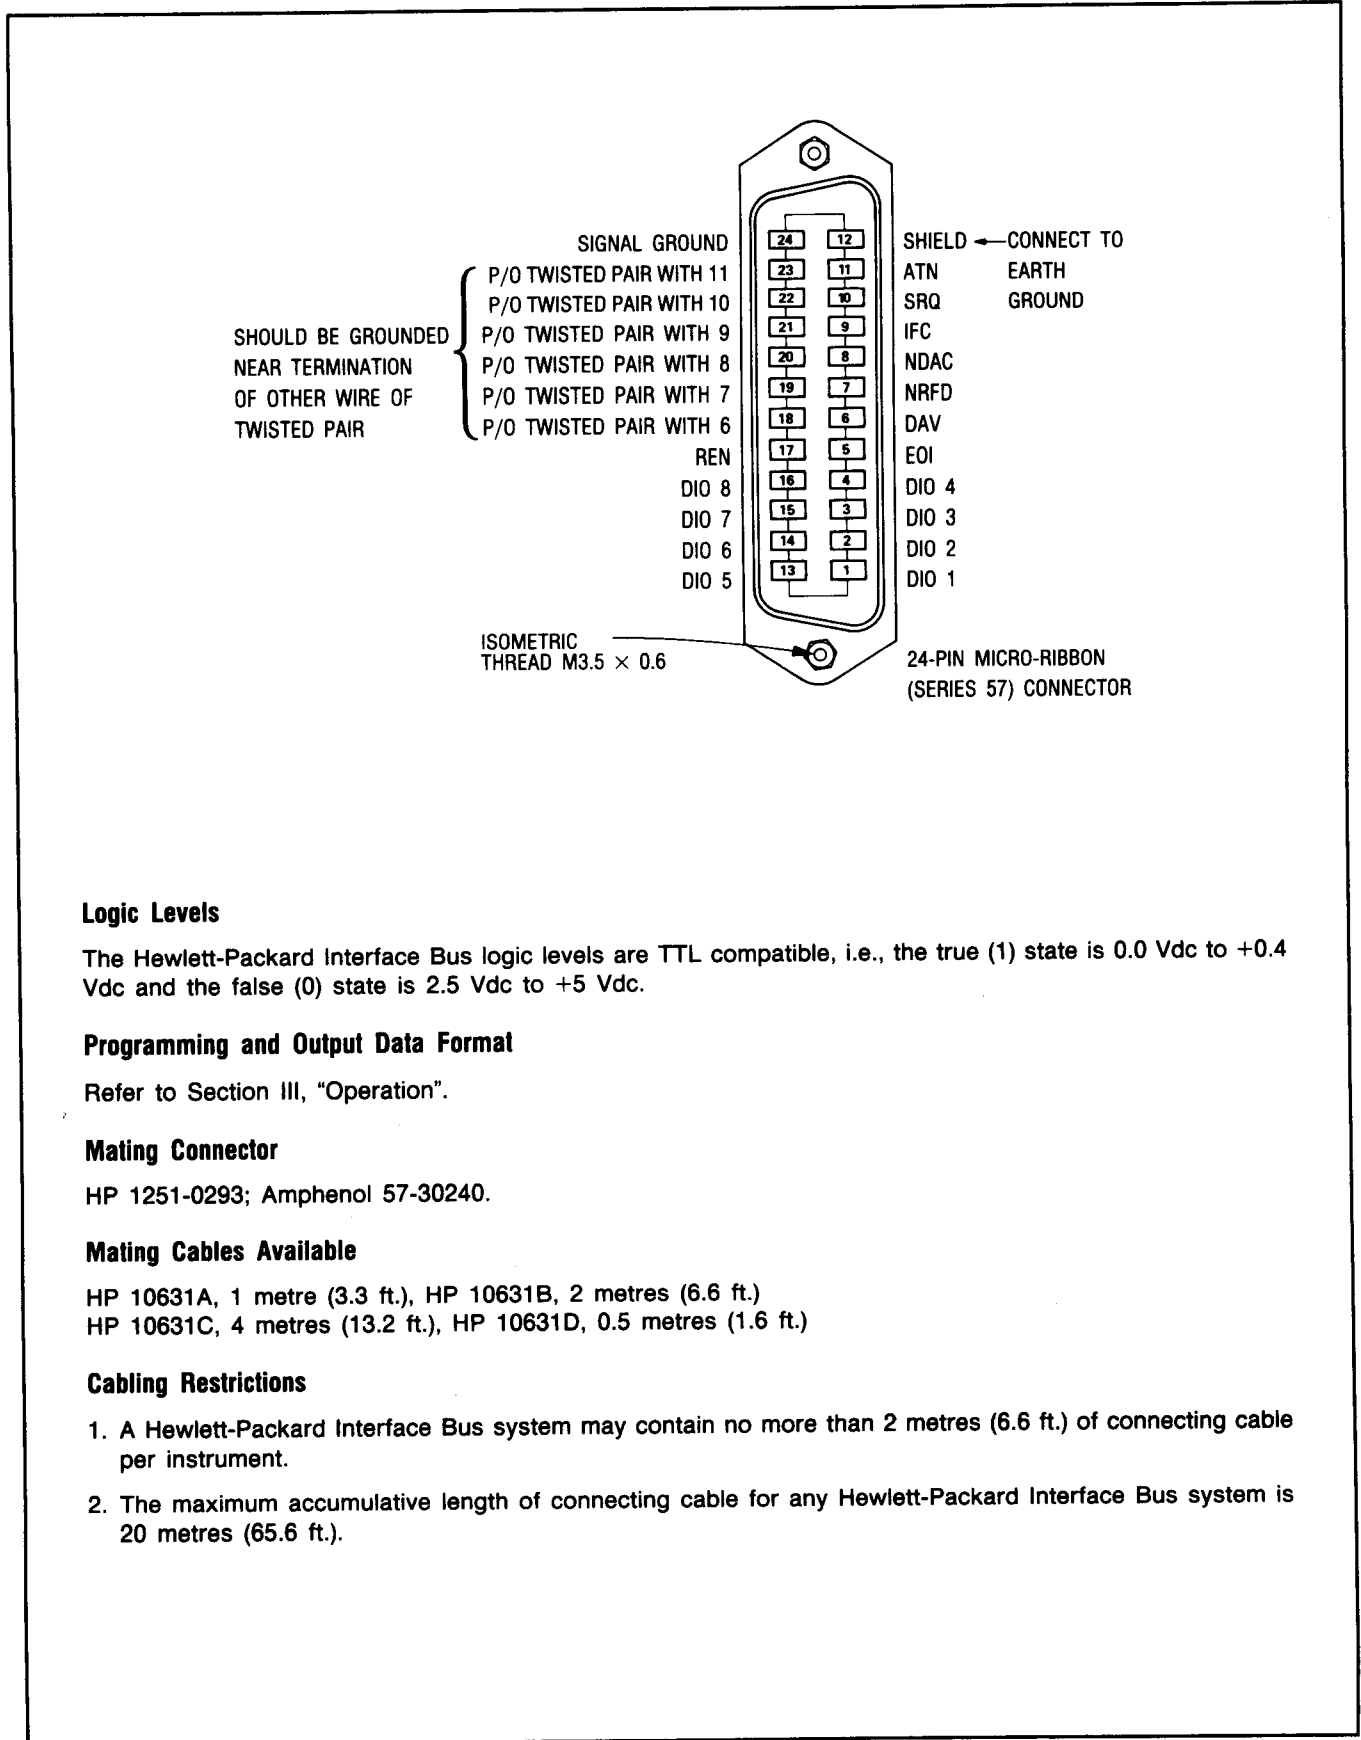 SIGNAL GROUND 24 12 SHIELD ←CONNECT TO
P/O TWISTED PAIR WITH 11 23 11 ATN EARTH
P/O TWISTED PAIR WITH 10 22 10 SRQ GROUND
SHOULD BE GROUNDED P/O TWISTED PAIR WITH 9 21 9 IFC
NEAR TERMINATION P/O TWISTED PAIR WITH 8 20 8 NDAC
OF OTHER WIRE OF P/O TWISTED PAIR WITH 7 19 7 NRFD
TWISTED PAIR P/O TWISTED PAIR WITH 6 18 6 DAV
REN 17 5 EOI
DIO 8 16 4 DIO 4
DIO 7 15 3 DIO 3
DIO 6 14 2 DIO 2
DIO 5 13 1 DIO 1
ISOMETRIC
THREAD M3.5 × 0.6
24-PIN MICRO-RIBBON
(SERIES 57) CONNECTOR
Logic Levels
The Hewlett-Packard Interface Bus logic levels are TTL compatible, i.e., the true (1) state is 0.0 Vdc to +0.4
Vdc and the false (0) state is 2.5 Vdc to +5 Vdc.
Programming and Output Data Format
Refer to Section III, “Operation”.
Mating Connector
HP 1251-0293; Amphenol 57-30240.
Mating Cables Available
HP 10631A, 1 metre (3.3 ft.), HP 10631B, 2 metres (6.6 ft.)
HP 10631C, 4 metres (13.2 ft.), HP 10631D, 0.5 metres (1.6 ft.)
Cabling Restrictions
1. A Hewlett-Packard Interface Bus system may contain no more than 2 metres (6.6 ft.) of connecting cable
per instrument.
2. The maximum accumulative length of connecting cable for any Hewlett-Packard Interface Bus system is
20 metres (65.6 ft.).